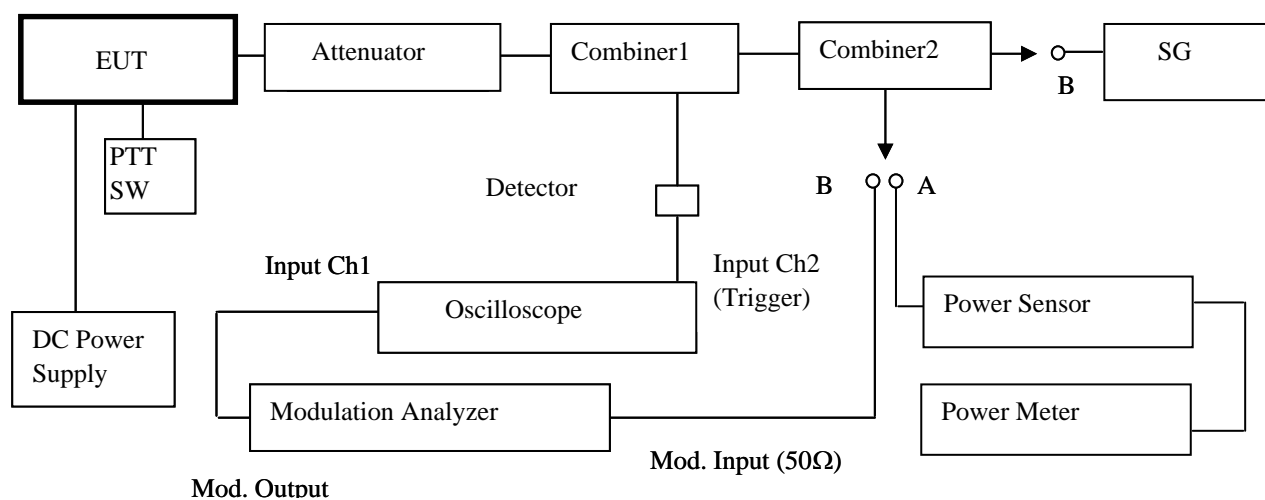 EUT
Attenuator
Combiner1
Combiner2
SG
B
PTT
SW
Detector
B
A
Input Ch1
Input Ch2
(Trigger)
Oscilloscope
Power Sensor
DC Power
Supply
Modulation Analyzer
Power Meter
Mod. Input (50Ω)
Mod. Output